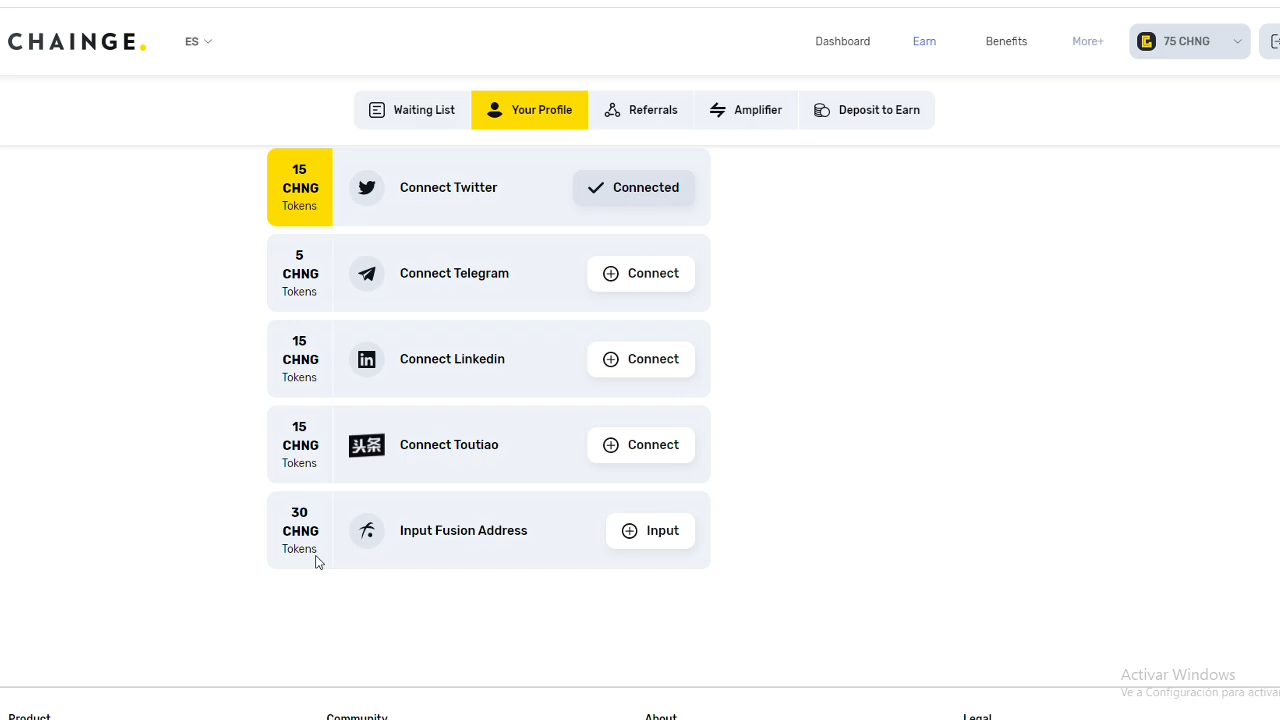 CHAINGE. ES Dashboard Earn Benefits More+ 75 CHNG
Waiting List Your Profile Referrals Amplifier Deposit to Earn
15
CHNG
Tokens
Connect Twitter
Connected
5
CHNG
Tokens
Connect Telegram
Connect
15
CHNG
Tokens
Connect Linkedin
Connect
15
CHNG
Tokens
头条
Connect Toutiao
Connect
30
CHNG
Tokens
Input Fusion Address
Input
Activar Windows
Ve a Configuración para activar
Product Community About Legal